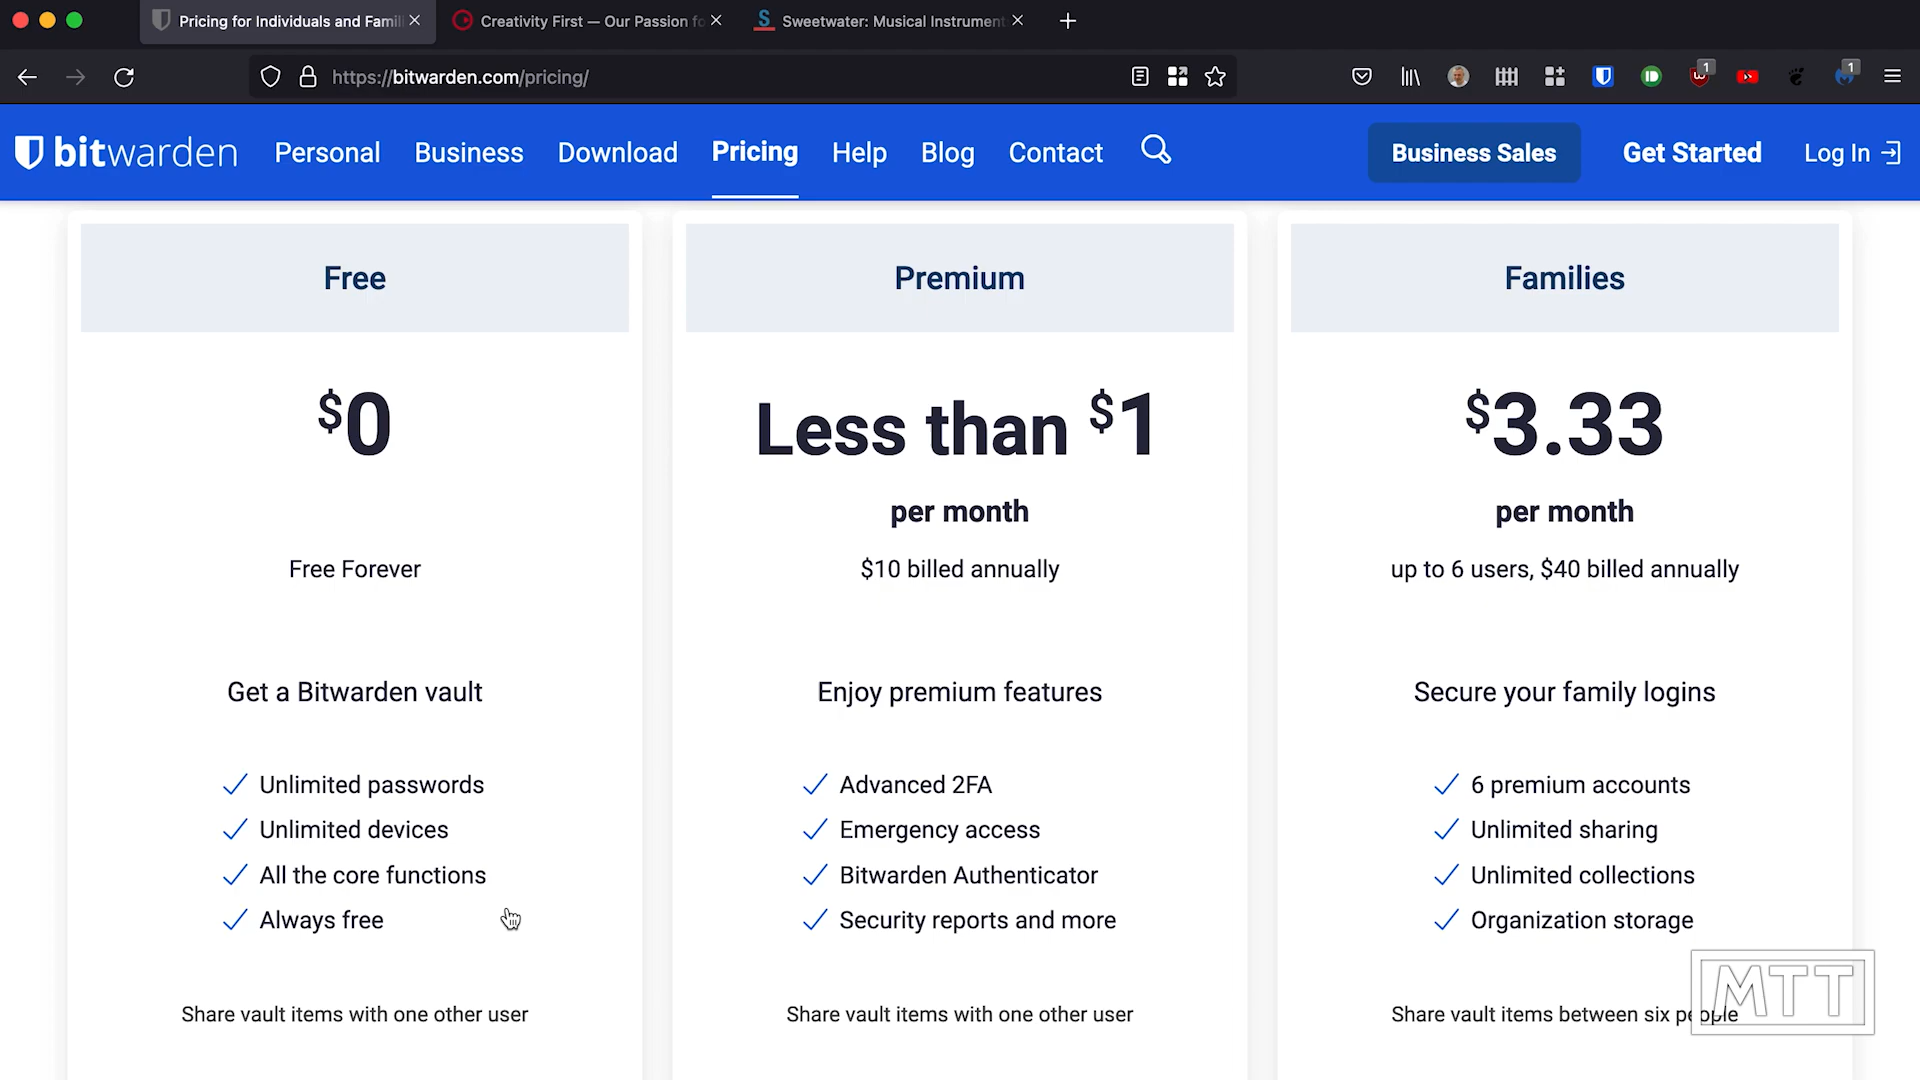 Pricing for Individuals and Famil
Creativity First — Our Passion fo
Sweetwater: Musical Instrument
https://bitwarden.com/pricing/
1
1
bitwarden
Personal
Business
Download
Pricing
Help
Blog
Contact
Business Sales
Get Started
Log In
Free
$0
Free Forever
Get a Bitwarden vault
Unlimited passwords
Unlimited devices
All the core functions
Always free
Share vault items with one other user
Premium
Less than $1
per month
$10 billed annually
Enjoy premium features
Advanced 2FA
Emergency access
Bitwarden Authenticator
Security reports and more
Share vault items with one other user
Families
$3.33
per month
up to 6 users, $40 billed annually
Secure your family logins
6 premium accounts
Unlimited sharing
Unlimited collections
Organization storage
Share vault items between six people
MTT